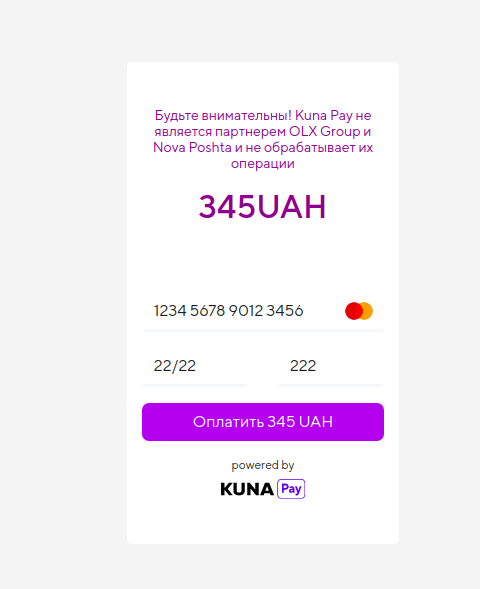 Будьте внимательны! Kuna Pay не
является партнерем OLX Group и
Nova Poshta и не обрабатывает их
операции
345UAH
1234 5678 9012 3456
22/22
222
Оплатить 345 UAH
powered by
KUNA Pay